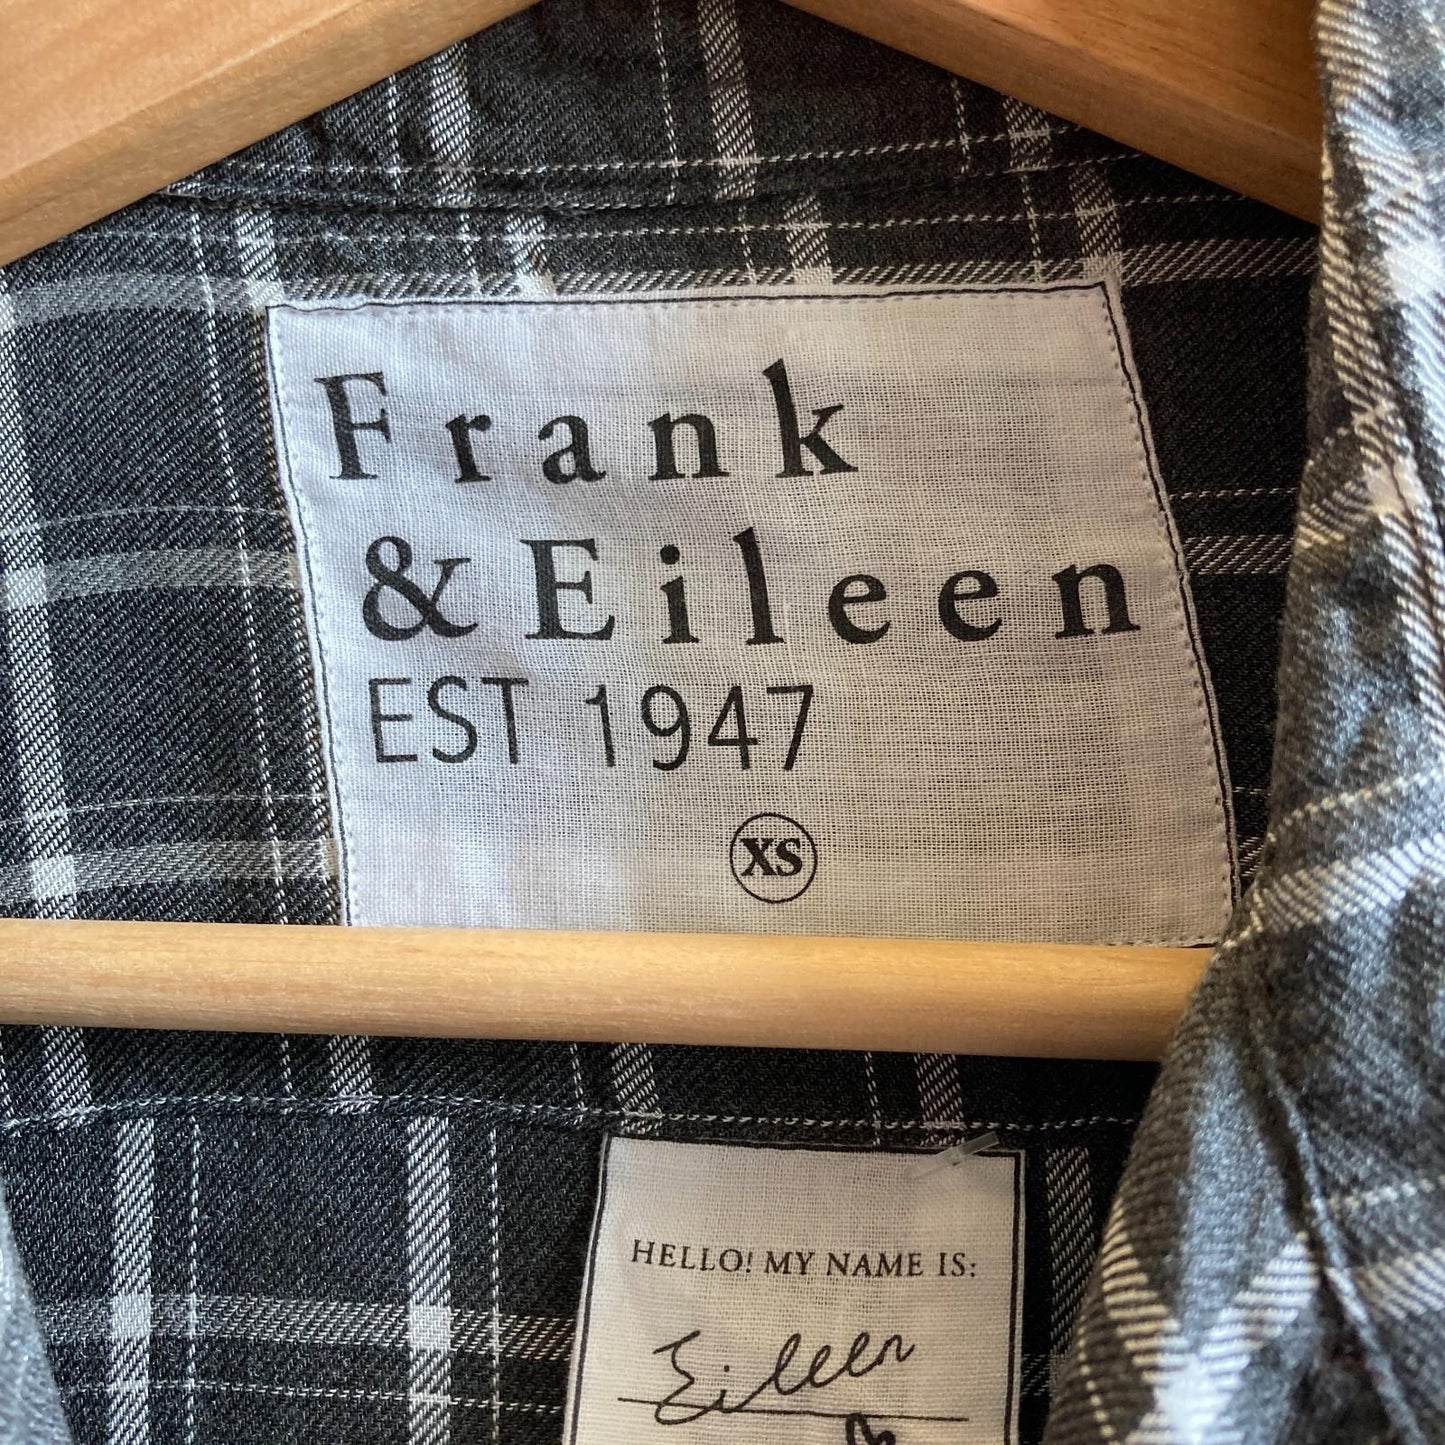 Frank
& Eileen
EST 1947
XS
HELLO! MY NAME IS:
Eileen